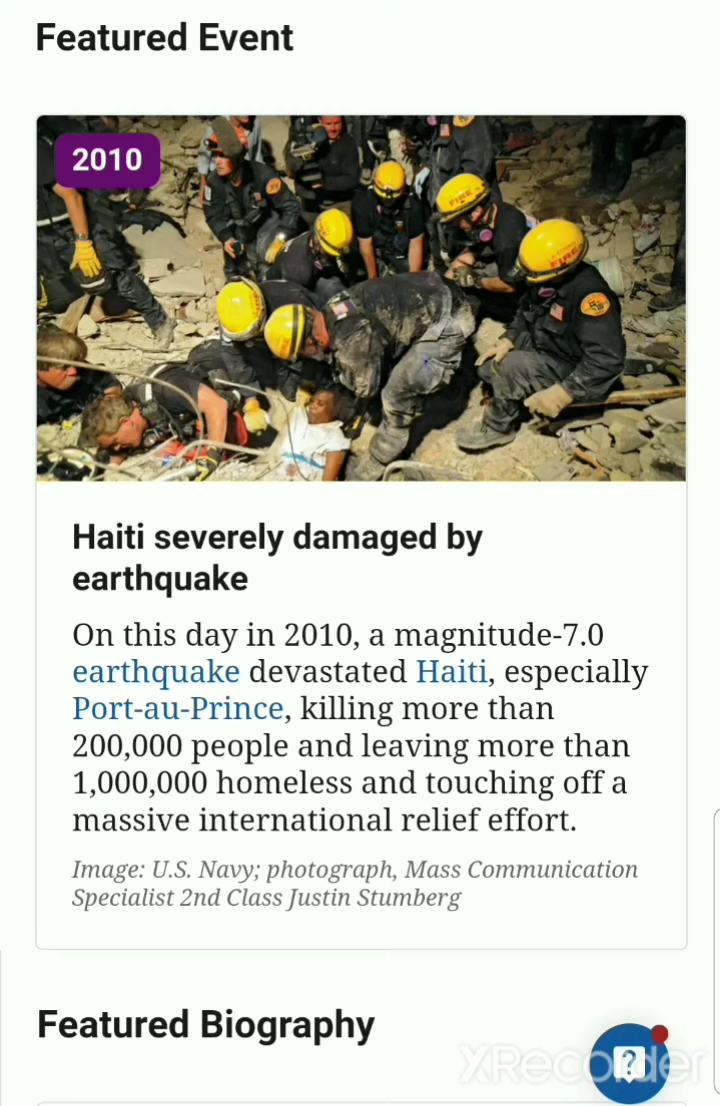 Featured Event
2010
FIRE
FIRE
Haiti severely damaged by
earthquake
On this day in 2010, a magnitude-7.0
earthquake devastated Haiti, especially
Port-au-Prince, killing more than
200,000 people and leaving more than
1,000,000 homeless and touching off a
massive international relief effort.
Image: U.S. Navy; photograph, Mass Communication
Specialist 2nd Class Justin Stumberg
Featured Biography
XRecorder